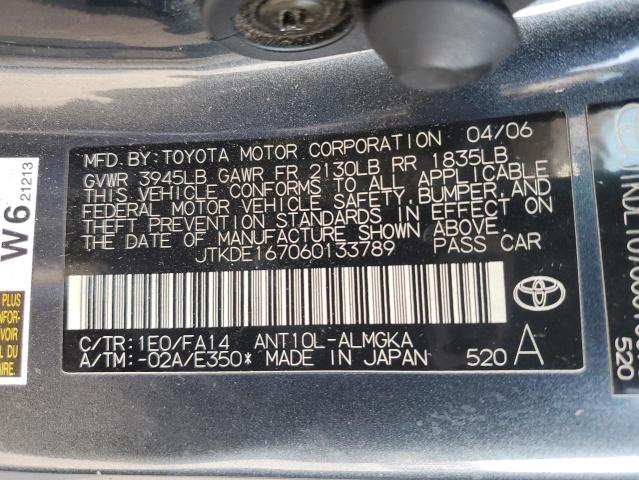 MFD. BY: TOYOTA MOTOR CORPORATION 04/06
GVWR 3945LB GAWR FR 2130LB RR 1835LB
THIS VEHICLE CONFORMS TO ALL APPLICABLE
FEDERAL MOTOR VEHICLE SAFETY, BUMPER, AND
THEFT PREVENTION STANDARDS IN EFFECT ON
THE DATE OF MANUFACTURE SHOWN ABOVE.
JTKDE167060133789 PASS CAR
C/TR: 1E0/FA14 ANT10L-ALMGKA
A/TM: -02A/E350* MADE IN JAPAN 520 A
W6 21213
PLUS
520